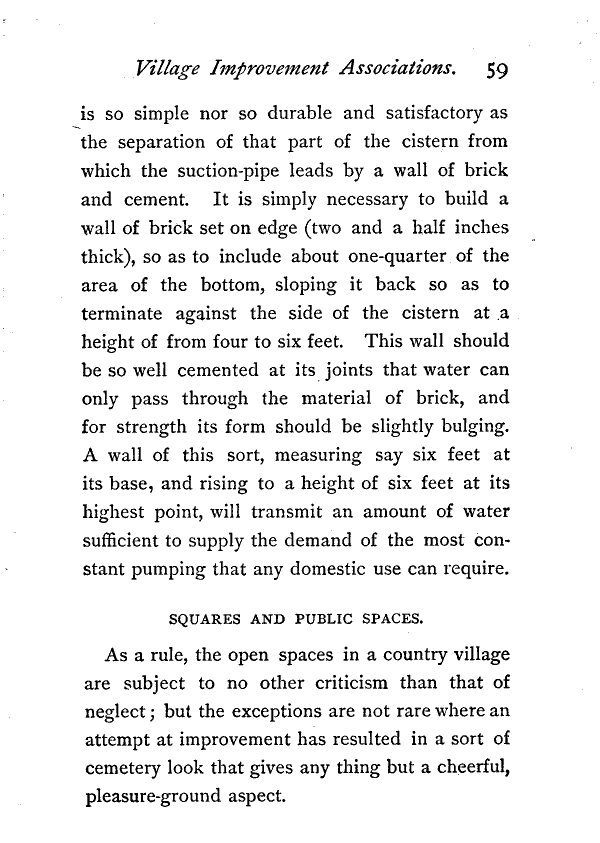 Village Improvement Associations. 59
is so simple nor so durable and satisfactory as
the separation of that part of the cistern from
which the suction-pipe leads by a wall of brick
and cement. It is simply necessary to build a
wall of brick set on edge (two and a half inches
thick), so as to include about one-quarter of the
area of the bottom, sloping it back so as to
terminate against the side of the cistern at a
height of from four to six feet. This wall should
be so well cemented at its joints that water can
only pass through the material of brick, and
for strength its form should be slightly bulging.
A wall of this sort, measuring say six feet at
its base, and rising to a height of six feet at its
highest point, will transmit an amount of water
sufficient to supply the demand of the most con-
stant pumping that any domestic use can require.
SQUARES AND PUBLIC SPACES.
As a rule, the open spaces in a country village
are subject to no other criticism than that of
neglect; but the exceptions are not rare where an
attempt at improvement has resulted in a sort of
cemetery look that gives any thing but a cheerful,
pleasure-ground aspect.